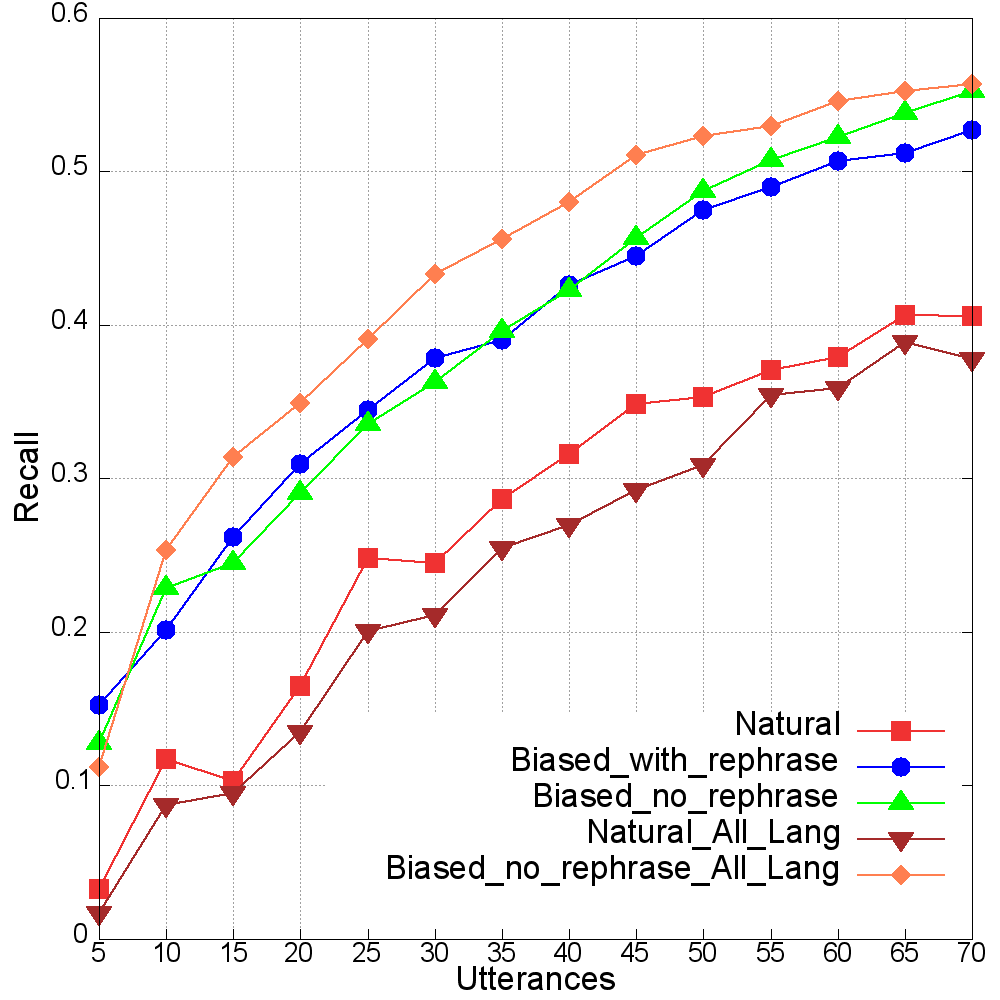 0.6
0.5
0.4
0.3
0.2
0.1
0
Recall
Natural
Biased_with_rephrase
Biased_no_rephrase
Natural_All_Lang
Biased_no_rephrase_All_Lang
5 10 15 20 25 30 35 40 45 50 55 60 65 70
Utterances